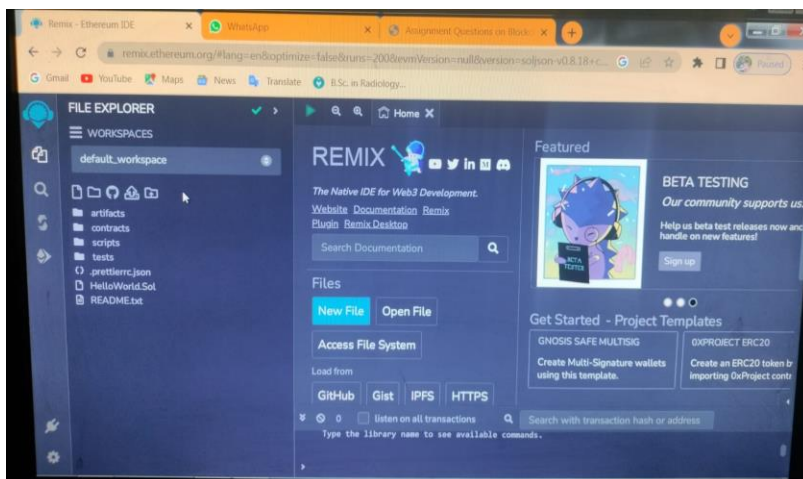 Remix - Ethereum IDE
WhatsApp
Assignment Questions on Block
remix.ethereum.org/#lang=en&optimize=false&runs=200&evmVersion=null&version=soljson-v0.8.18+c...
Paused
Gmail
YouTube
Maps
News
Translate
B.Sc. in Radiology...
FILE EXPLORER
WORKSPACES
default_workspace
artifacts
contracts
scripts
tests
.prettierrc.json
HelloWorld.Sol
README.txt
Home
REMIX
The Native IDE for Web3 Development.
Website Documentation Remix
Plugin Remix Desktop
Search Documentation
Files
New File
Open File
Access File System
Load from
GitHub
Gist
IPFS
HTTPS
Featured
BETA TESTER
BETA TESTING
Our community supports us.
Help us beta test releases now and
handle on new features!
Sign up
Get Started - Project Templates
GNOSIS SAFE MULTISIG
Create Multi-Signature wallets
using this template.
0XPROJECT ERC20
Create an ERC20 token b
importing 0xProject contr
0
listen on all transactions
Search with transaction hash or address
Type the library name to see available commands.
>